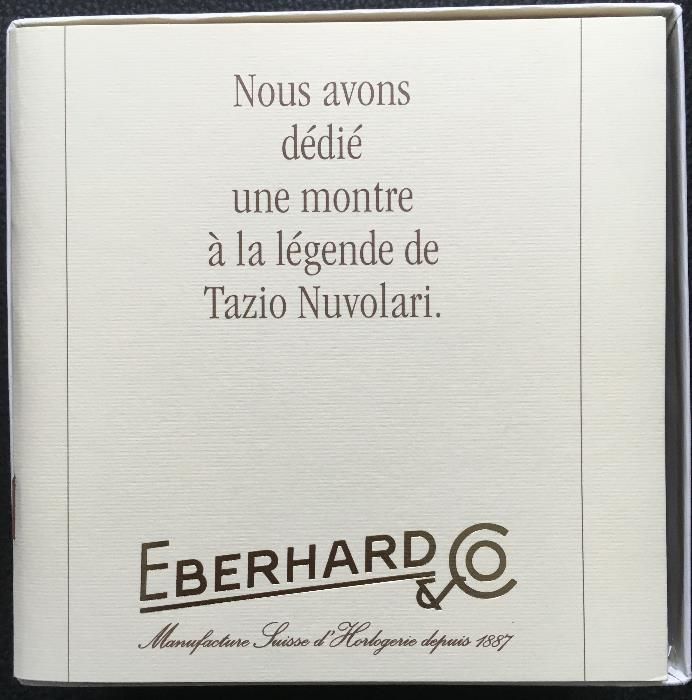 Nous avons
dédié
une montre
à la légende de
Tazio Nuvolari.
EBERHARD & CO
Manufacture Suisse d'Horlogerie depuis 1887